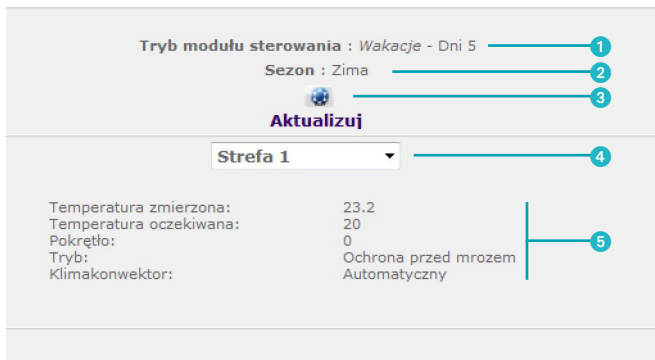 Tryb modułu sterowania : Wakacje - Dni 5 1
Sezon : Zima 2
3
Aktualizuj
Strefa 1 4
Temperatura zmierzona: 23.2
Temperatura oczekiwana: 20
Pokrętło: 0 5
Tryb: Ochrona przed mrozem
Klimakonwektor: Automatyczny